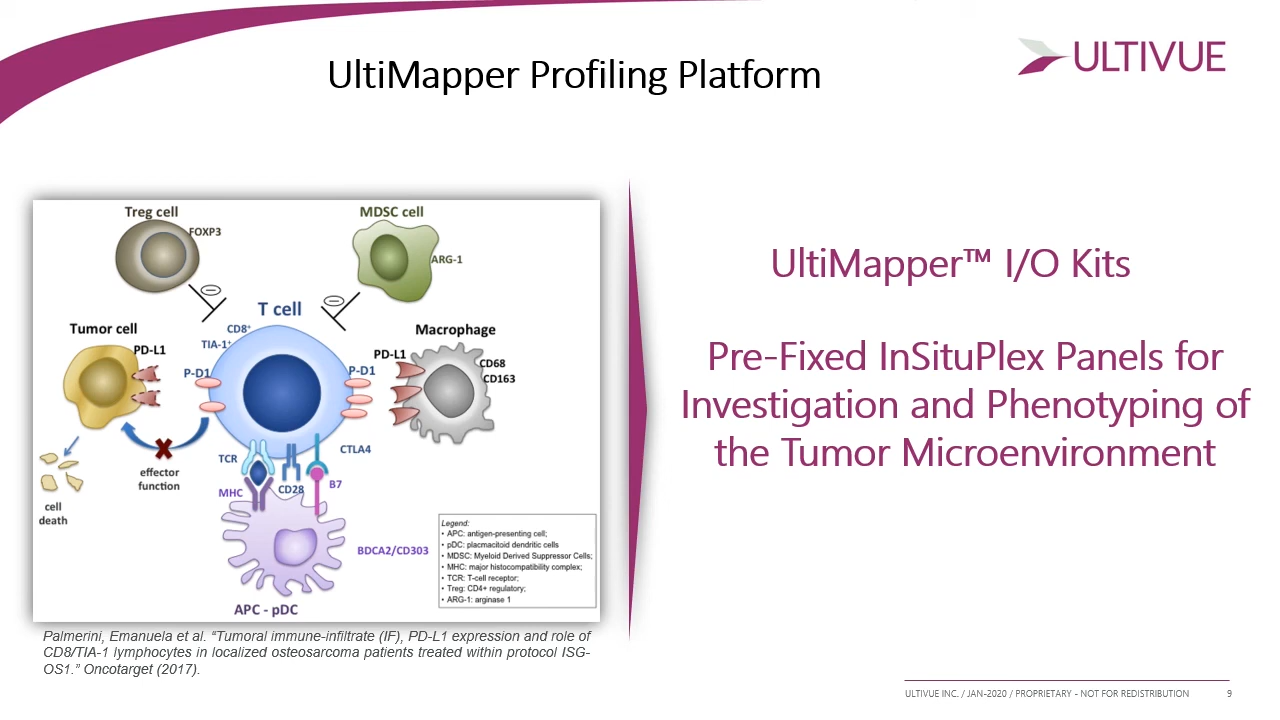 UltiMapper Profiling Platform
ULTIVUE
Treg cell
FOXP3
MDSC cell
ARG-1
T cell
CD8+
TIA-1+
Tumor cell
PD-L1
P-D1
Macrophage
PD-L1
CD68
CD163
P-D1
effector
function
cell
death
TCR
CTLA4
MHC
CD28
B7
BDCA2/CD303
APC - pDC
Legend:
• APC: antigen-presenting cell;
• pDC: placmacitoid dendritic cells
• MDSC: Myeloid Derived Suppressor Cells;
• MHC: major histocompatibility complex;
• TCR: T-cell receptor;
• Treg: CD4+ regulatory;
• ARG-1: arginase 1
Palmerini, Emanuela et al. “Tumoral immune-infiltrate (IF), PD-L1 expression and role of
CD8/TIA-1 lymphocytes in localized osteosarcoma patients treated within protocol ISG-
OS1.” Oncotarget (2017).
UltiMapper™ I/O Kits
Pre-Fixed InSituPlex Panels for
Investigation and Phenotyping of
the Tumor Microenvironment
ULTIVUE INC. / JAN-2020 / PROPRIETARY - NOT FOR REDISTRIBUTION 9